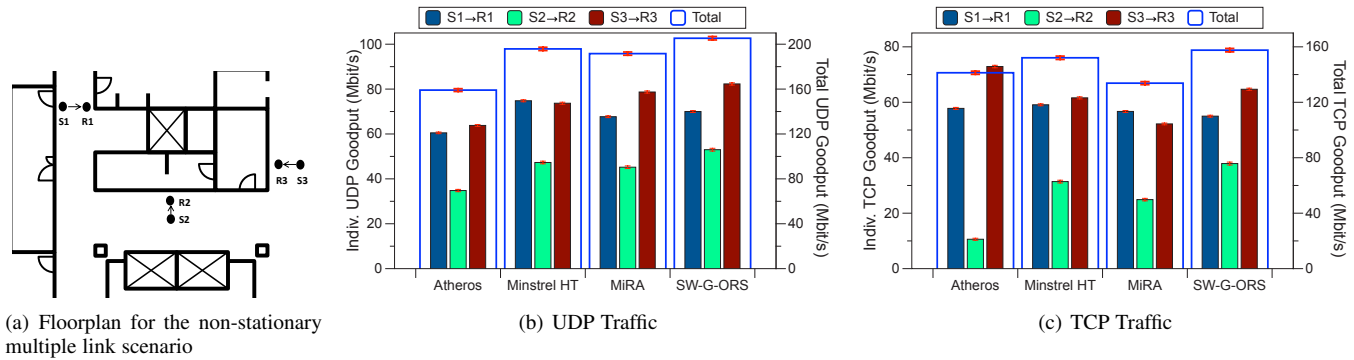 S1 R1
R3 S3
R2
S2
(a) Floorplan for the non-stationary
multiple link scenario
S1→R1 S2→R2 S3→R3 Total
Indiv. UDP Goodput (Mbit/s)
100
80
60
40
20
0
Total UDP Goodput (Mbit/s)
200
160
120
80
40
0
Atheros Minstrel HT MiRA SW-G-ORS
(b) UDP Traffic
S1→R1 S2→R2 S3→R3 Total
Indiv. TCP Goodput (Mbit/s)
80
60
40
20
0
Total TCP Goodput (Mbit/s)
160
120
80
40
0
Atheros Minstrel HT MiRA SW-G-ORS
(c) TCP Traffic